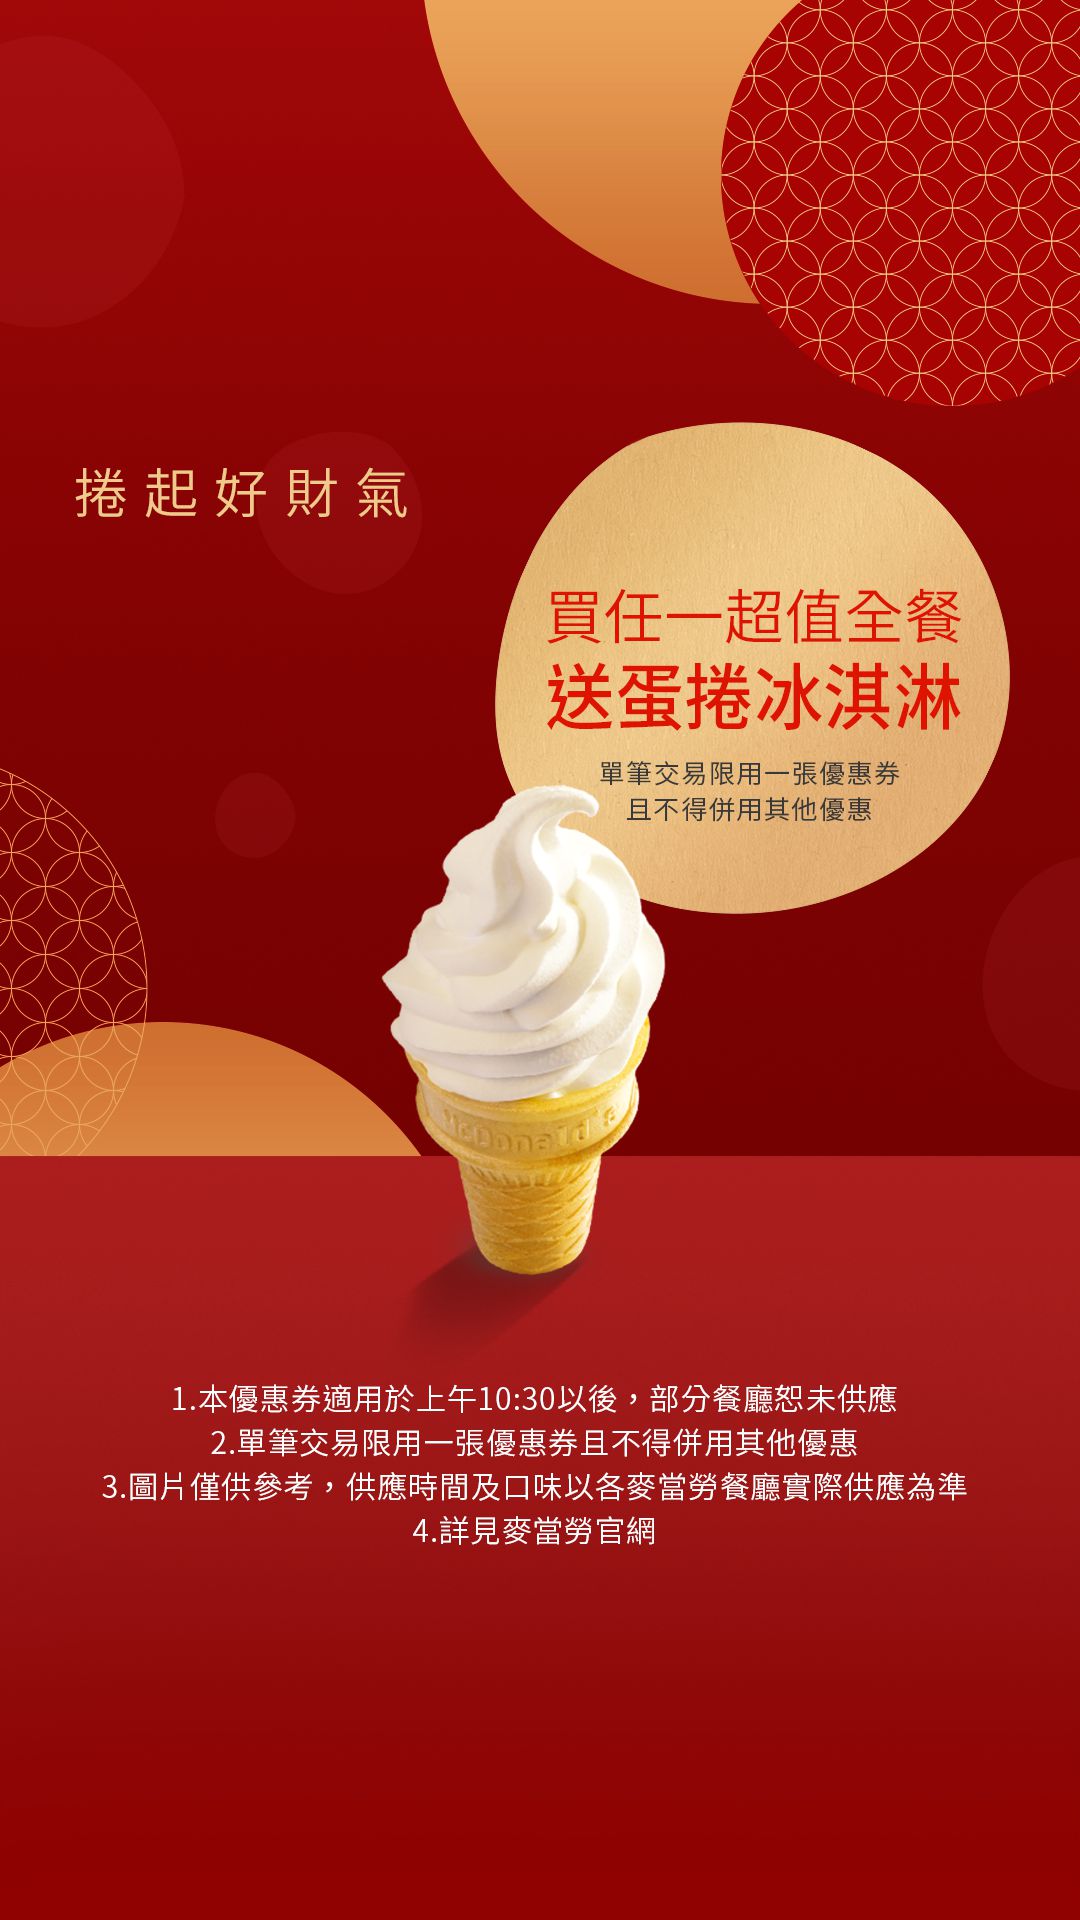 捲起好財氣
買任一超值全餐
送蛋捲冰淇淋
單筆交易限用一張優惠券
且不得併用其他優惠
McDonald's
1.本優惠券適用於上午10:30以後，部分餐廳恕未供應
2.單筆交易限用一張優惠券且不得併用其他優惠
3.圖片僅供參考，供應時間及口味以各麥當勞餐廳實際供應為準
4.詳見麥當勞官網